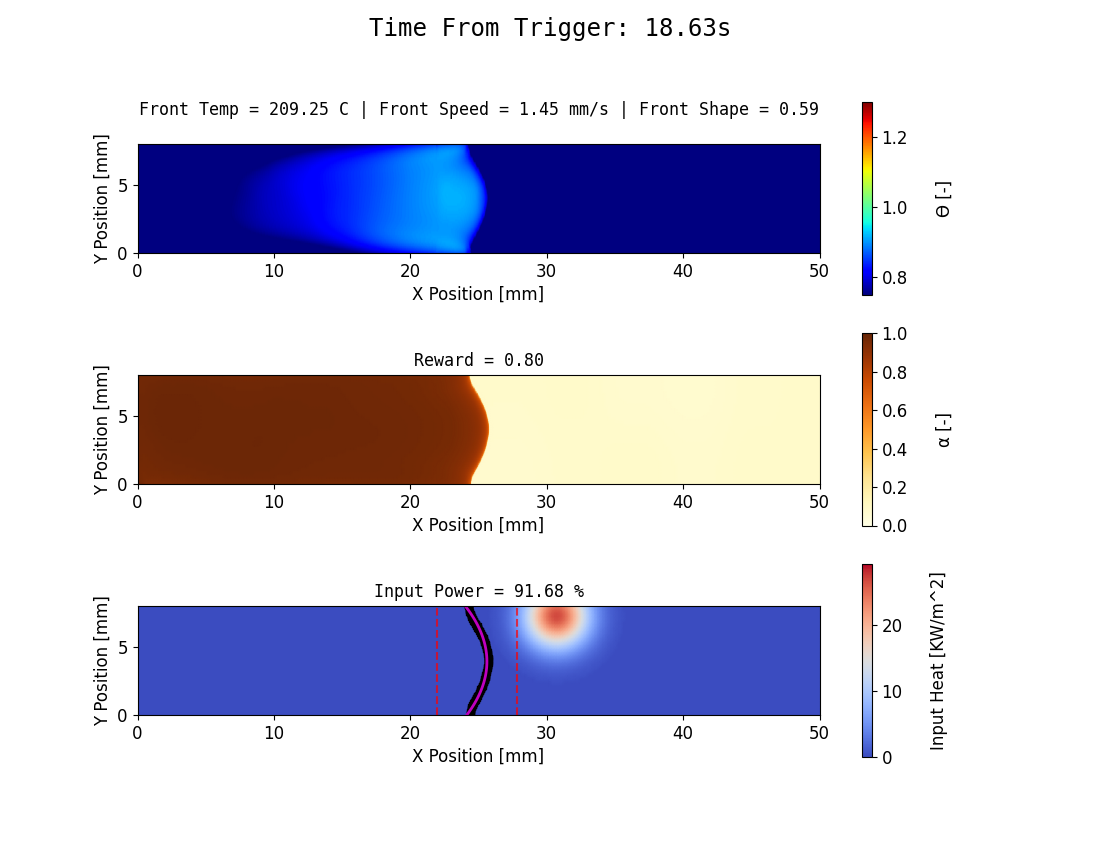 Time From Trigger: 18.63s
Front Temp = 209.25 C | Front Speed = 1.45 mm/s | Front Shape = 0.59
Y Position [mm]
5
0
0 10 20 30 40 50
X Position [mm]
1.2
1.0
0.8
Θ [-]
Reward = 0.80
Y Position [mm]
5
0
0 10 20 30 40 50
X Position [mm]
1.0
0.8
0.6
0.4
0.2
0.0
α [-]
Input Power = 91.68 %
Y Position [mm]
5
0
0 10 20 30 40 50
X Position [mm]
20
10
0
Input Heat [KW/m^2]